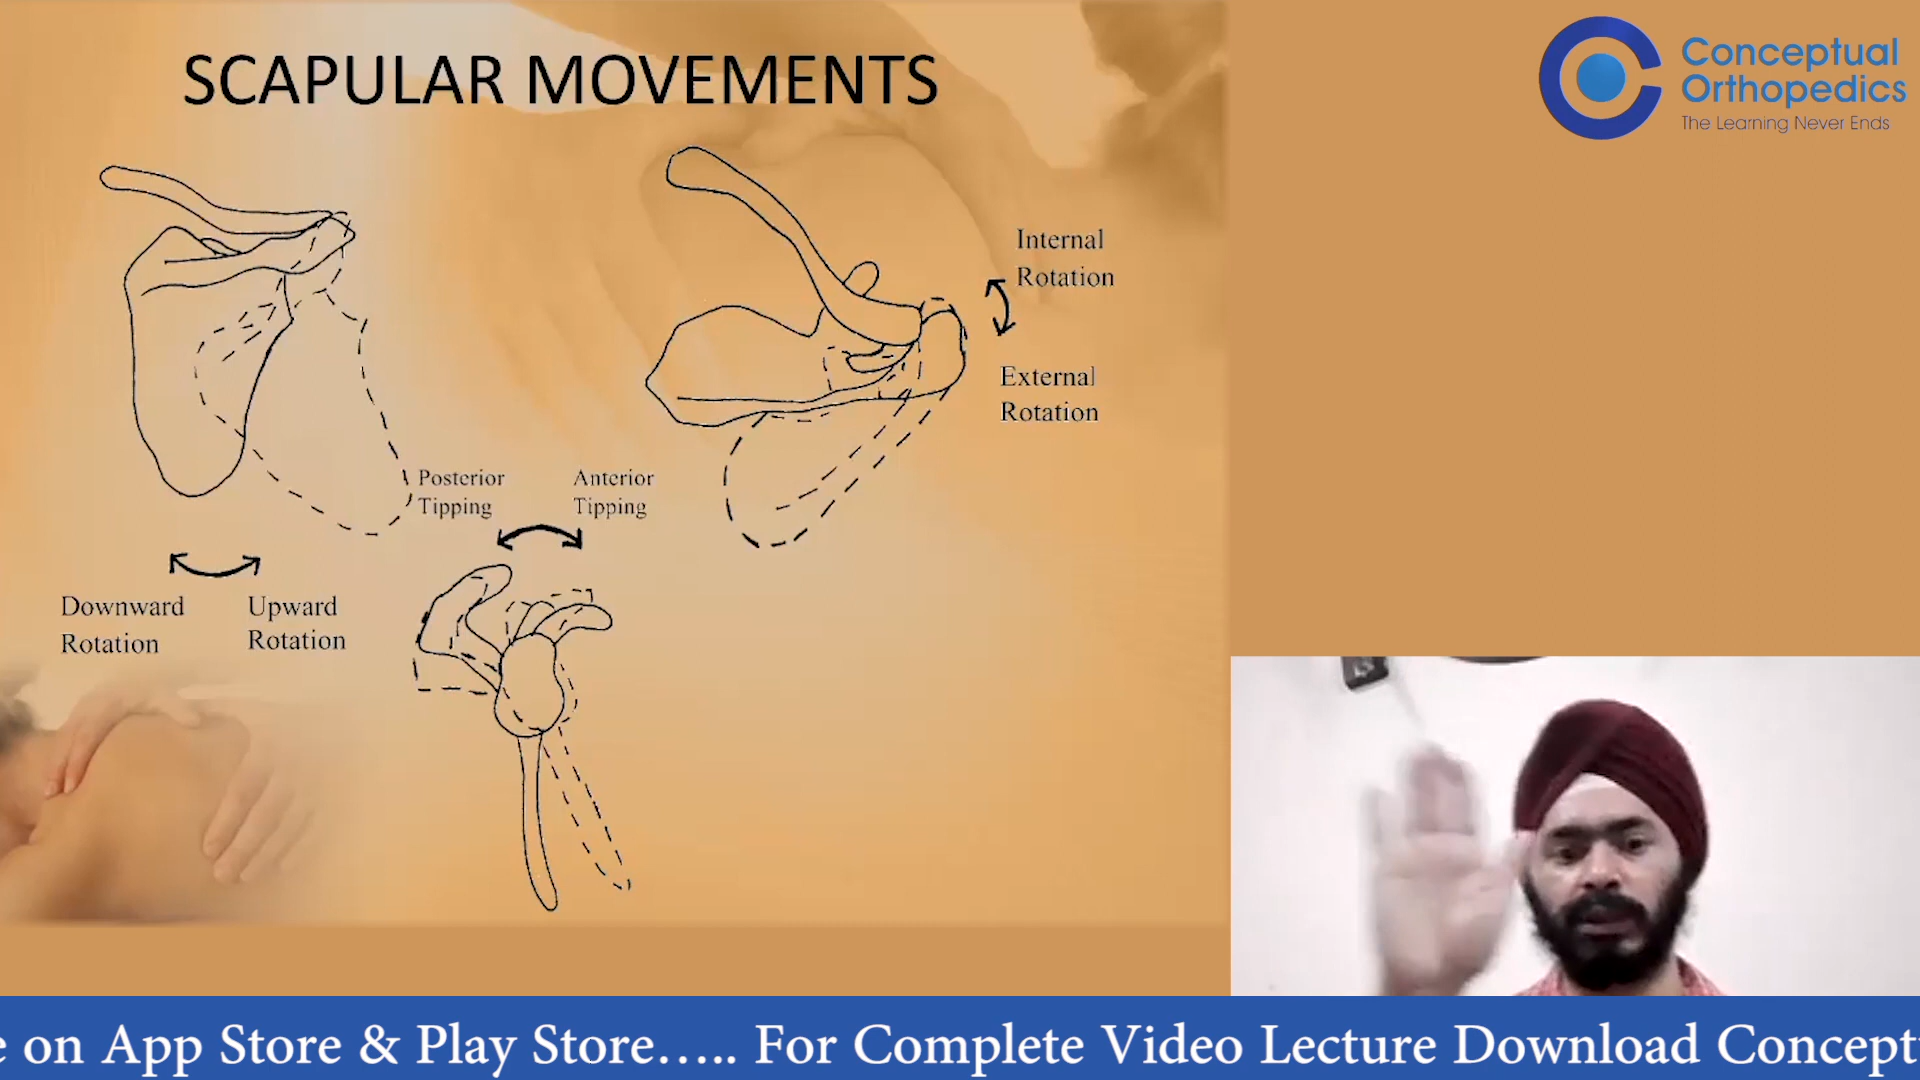 SCAPULAR MOVEMENTS
Conceptual
Orthopedics
The Learning Never Ends
Internal
Rotation
External
Rotation
Posterior
Tipping
Anterior
Tipping
Downward
Rotation
Upward
Rotation
e on App Store & Play Store..... For Complete Video Lecture Download Concept